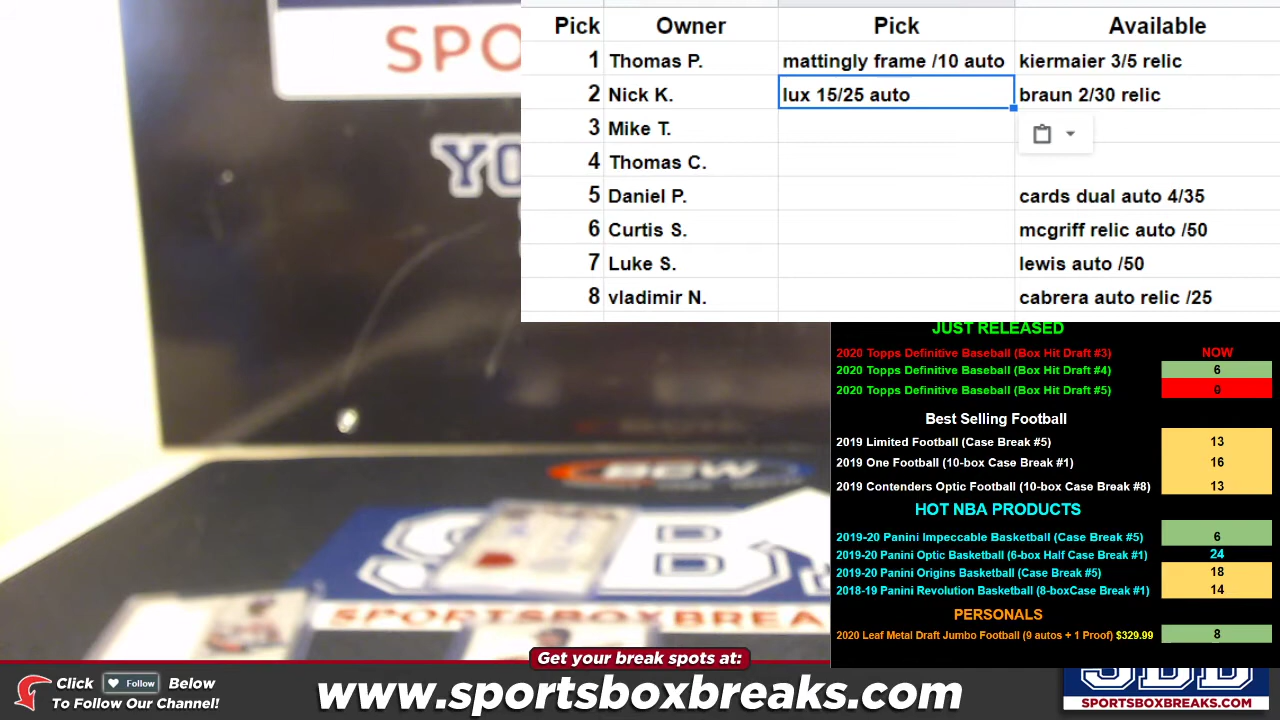 SPO
YO
Pick Owner Pick Available
1 Thomas P. mattingly frame /10 auto kiermaier 3/5 relic
2 Nick K. lux 15/25 auto braun 2/30 relic
3 Mike T.
4 Thomas C.
5 Daniel P. cards dual auto 4/35
6 Curtis S. mcgriff relic auto /50
7 Luke S. lewis auto /50
8 vladimir N. cabrera auto relic /25
JUST RELEASED
2020 Topps Definitive Baseball (Box Hit Draft #3) NOW
2020 Topps Definitive Baseball (Box Hit Draft #4) 6
2020 Topps Definitive Baseball (Box Hit Draft #5)
Best Selling Football
2019 Limited Football (Case Break #5) 13
2019 One Football (10-box Case Break #1) 16
2019 Contenders Optic Football (10-box Case Break #8) 13
HOT NBA PRODUCTS
2019-20 Panini Impeccable Basketball (Case Break #5) 6
2019-20 Panini Optic Basketball (6-box Half Case Break #1) 24
2019-20 Panini Origins Basketball (Case Break #5) 18
2018-19 Panini Revolution Basketball (8-boxCase Break #1) 14
PERSONALS
2020 Leaf Metal Draft Jumbo Football (9 autos + 1 Proof) $329.99 8
BCW
SPORTSBOXBREA
Get your break spots at:
Click Follow Below
To Follow Our Channel!
www.sportsboxbreaks.com
SBB
SPORTSBOXBREAKS.COM